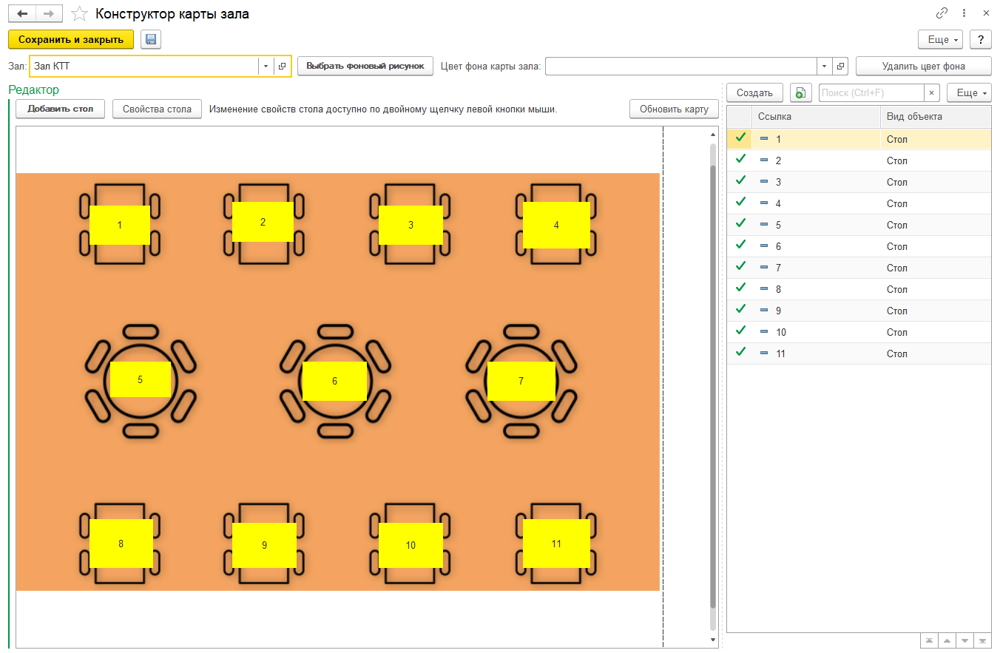 Конструктор карты зала
Сохранить и закрыть
Еще
?
Зал:
Зал КТТ
Выбрать фоновый рисунок
Цвет фона карты зала:
Удалить цвет фона
Редактор
Добавить стол
Свойства стола
Изменение свойств стола доступно по двойному щелчку левой кнопки мыши.
Обновить карту
1
2
3
4
5
6
7
8
9
10
11
Создать
Поиск (Ctrl+F)
Еще
Ссылка Вид объекта
1 Стол
2 Стол
3 Стол
4 Стол
5 Стол
6 Стол
7 Стол
8 Стол
9 Стол
10 Стол
11 Стол